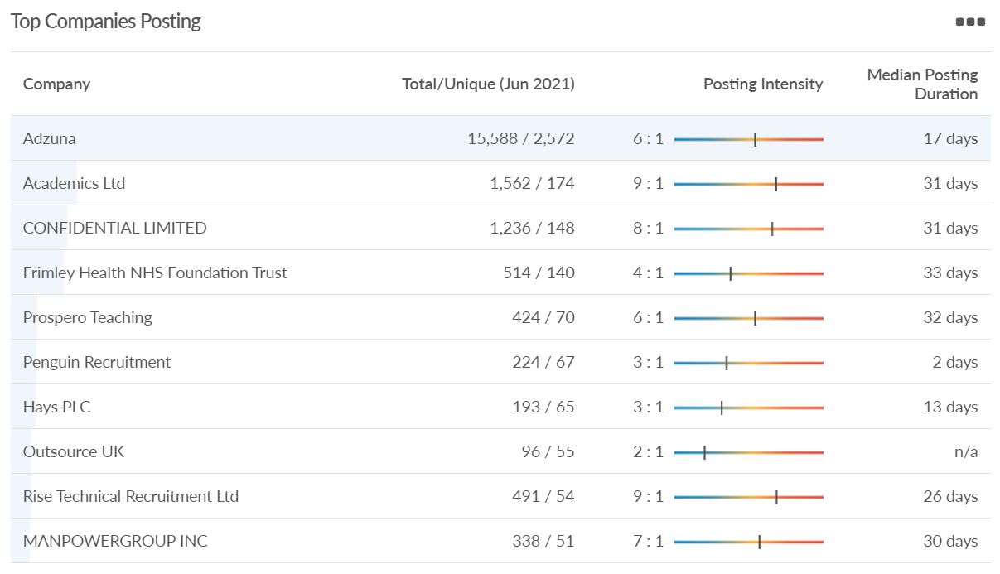 Top Companies Posting
Company Total/Unique (Jun 2021) Posting Intensity Median Posting Duration
Adzuna 15,588 / 2,572 6 : 1 17 days
Academics Ltd 1,562 / 174 9 : 1 31 days
CONFIDENTIAL LIMITED 1,236 / 148 8 : 1 31 days
Frimley Health NHS Foundation Trust 514 / 140 4 : 1 33 days
Prospero Teaching 424 / 70 6 : 1 32 days
Penguin Recruitment 224 / 67 3 : 1 2 days
Hays PLC 193 / 65 3 : 1 13 days
Outsource UK 96 / 55 2 : 1 n/a
Rise Technical Recruitment Ltd 491 / 54 9 : 1 26 days
MANPOWERGROUP INC 338 / 51 7 : 1 30 days